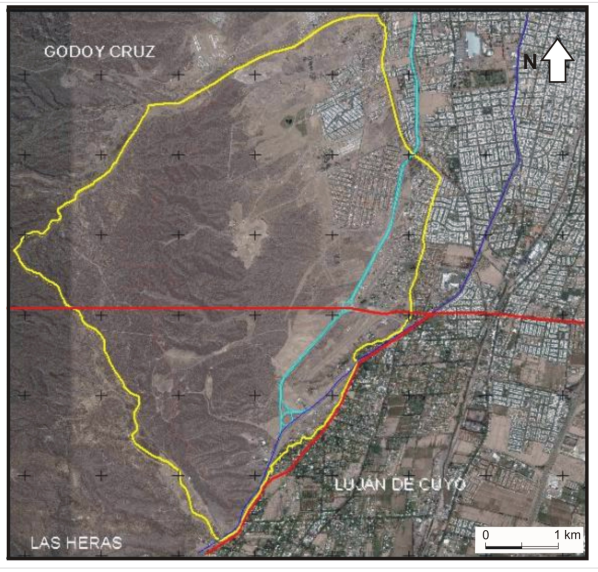 GODOY CRUZ
N
LUJAN DE CUYO
LAS HERAS
0 1 km